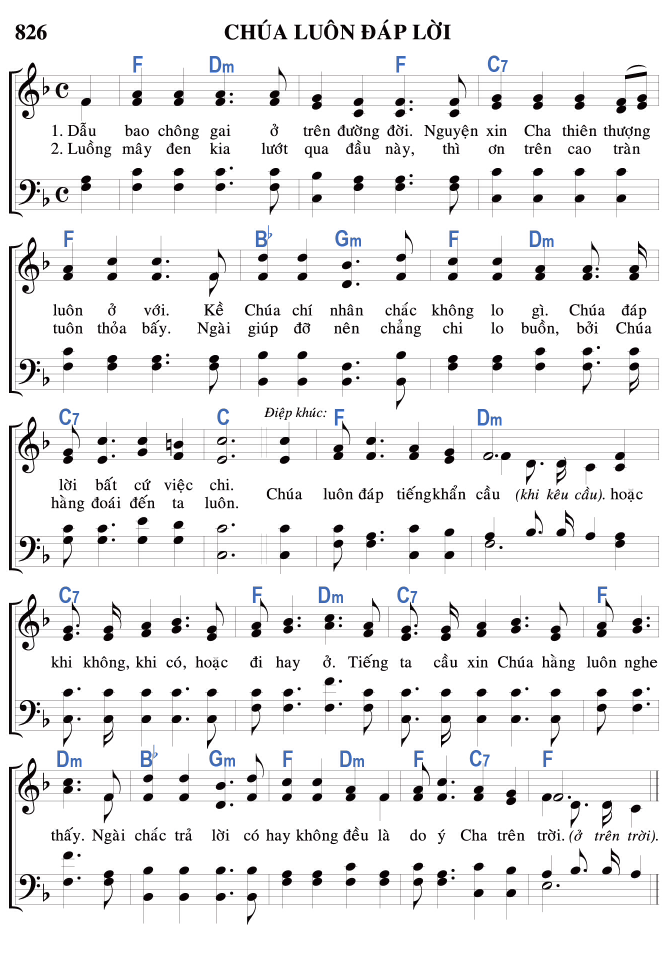 826 CHÚA LUÔN ĐÁP LỜI
F Dm F C7
1. Dẫu bao chông gai ở trên đường đời. Nguyện xin Cha thiên thượng
2. Luồng mây đen kia lướt qua đầu này, thì ơn trên cao tràn
F Bb Gm F Dm
luôn ở với. Kề Chúa chí nhân chắc không lo gì. Chúa đáp
tuôn thỏa bấy. Ngài giúp đỡ nên chẳng chi lo buồn, bởi Chúa
C7 C Điệp khúc: F Dm
lời bất cứ việc chi.
hàng đoái đến ta luôn.
Chúa luôn đáp tiếng khẩn cầu (khi kêu cầu). hoặc
C7 F Dm C7 F
khi không, khi có, hoặc đi hay ở. Tiếng ta cầu xin Chúa hằng luôn nghe
Dm Bb Gm F Dm F C7 F
thấy. Ngài chắc trả lời có hay không đều là do ý Cha trên trời. (ở trên trời).